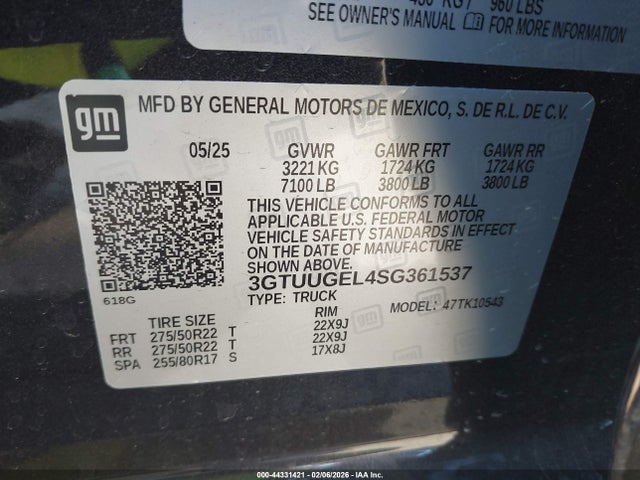 960 LBS
SEE OWNER'S MANUAL FOR MORE INFORMATION
gm
MFD BY GENERAL MOTORS DE MEXICO, S. DE R.L. DE C.V.
05/25 GVWR GAWR FRT GAWR RR
3221 KG 1724 KG 1724 KG
7100 LB 3800 LB 3800 LB
THIS VEHICLE CONFORMS TO ALL
APPLICABLE U.S. FEDERAL MOTOR
VEHICLE SAFETY STANDARDS IN EFFECT
ON THE DATE OF MANUFACTURE
SHOWN ABOVE.
3GTUUGEL4SG361537
618G
TYPE: TRUCK MODEL: 47TK10543
TIRE SIZE RIM
FRT 275/50R22 T 22X9J
RR 275/50R22 T 22X9J
SPA 255/80R17 S 17X8J
000-44331421 - 02/06/2026 - IAA Inc.